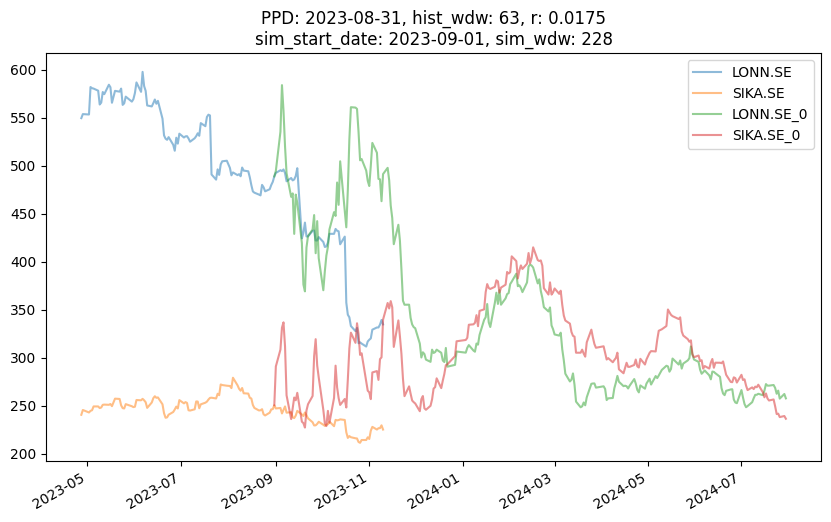 PPD: 2023-08-31, hist_wdw: 63, r: 0.0175
sim_start_date: 2023-09-01, sim_wdw: 228
LONN.SE
SIKA.SE
LONN.SE_0
SIKA.SE_0
600
550
500
450
400
350
300
250
200
2023-05
2023-07
2023-09
2023-11
2024-01
2024-03
2024-05
2024-07